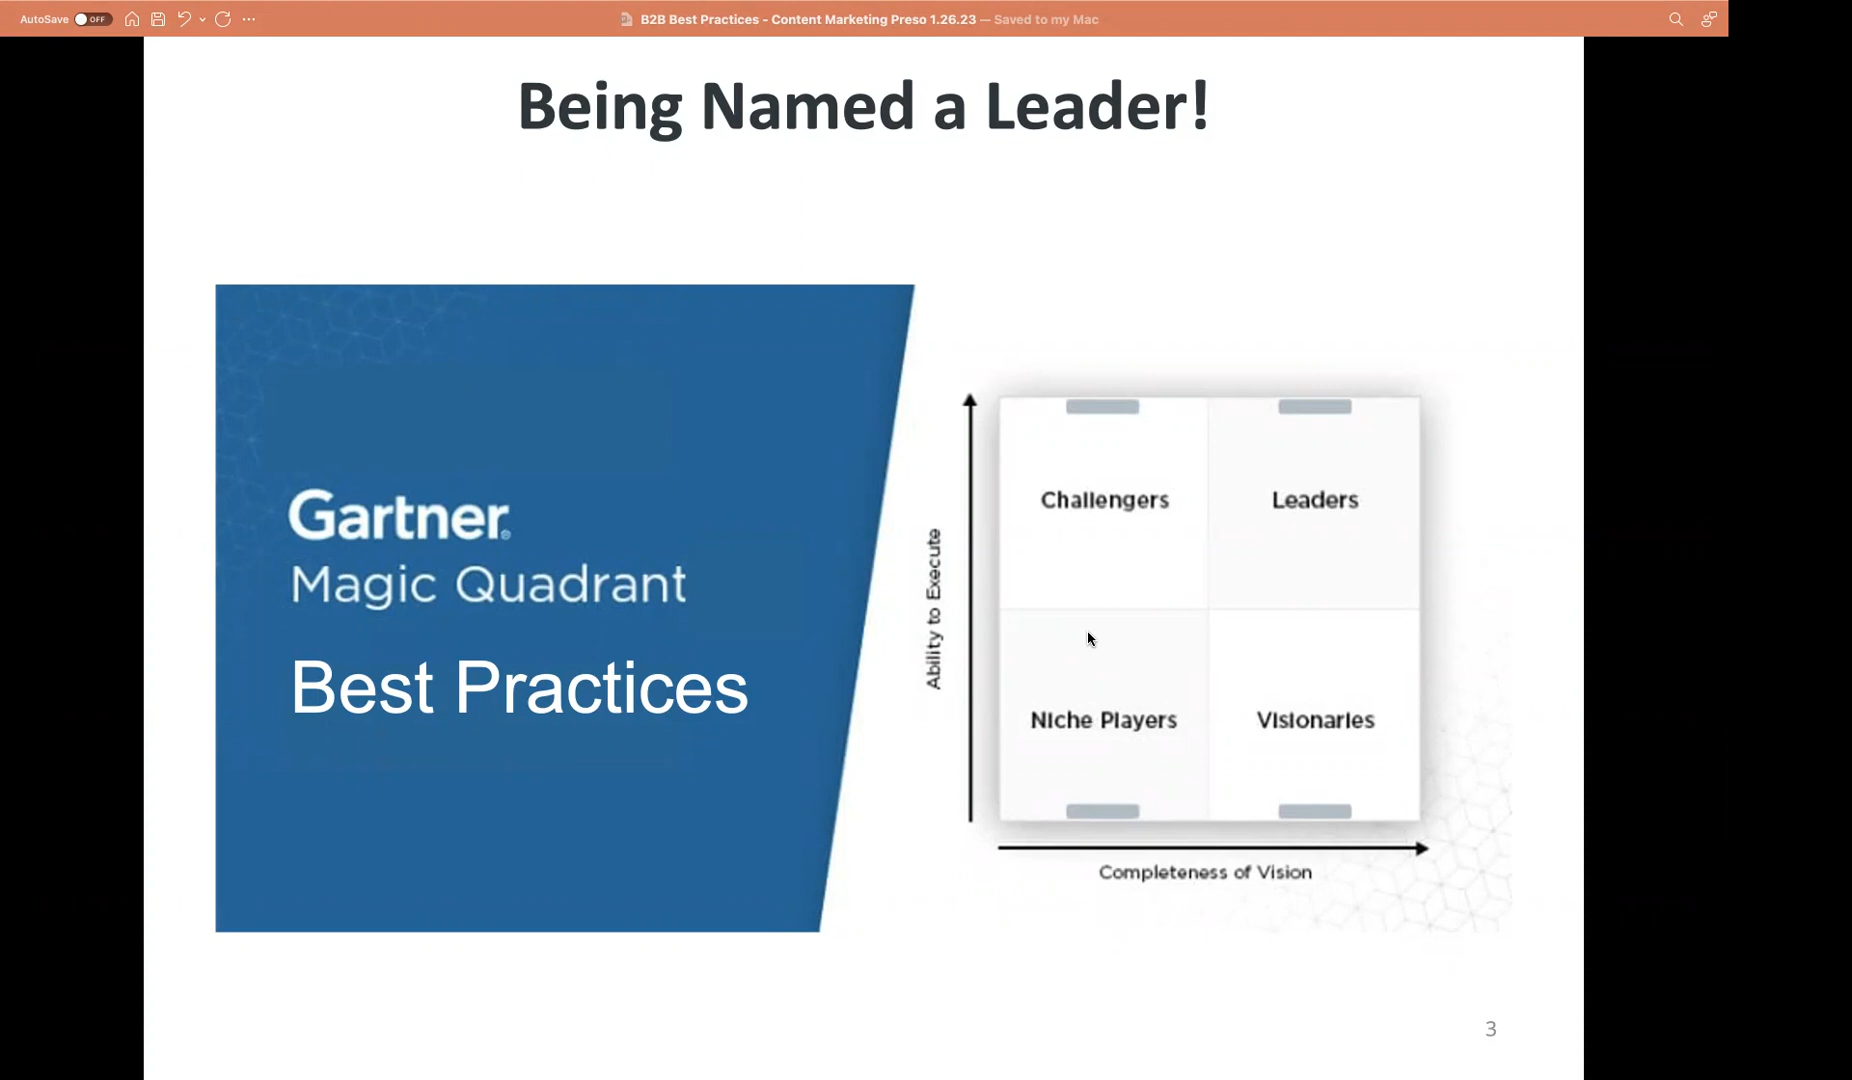 AutoSave OFF
B2B Best Practices - Content Marketing Preso 1.26.23 — Saved to my Mac
Being Named a Leader!
Gartner®
Magic Quadrant
Best Practices
Ability to Execute
Challengers
Leaders
Niche Players
Visionaries
Completeness of Vision
3